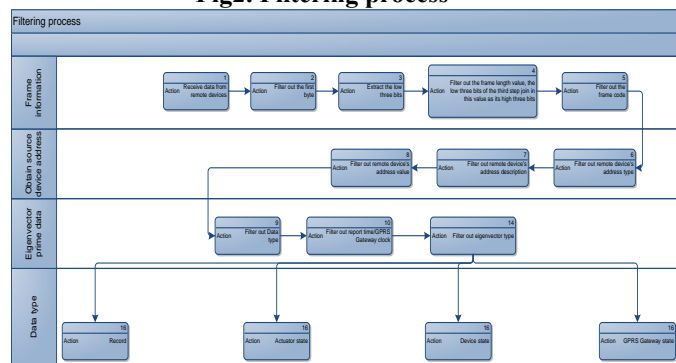 Fig2. Filtering process
Filtering process
Frame
information
1
Action
Receive data from
remote devices
2
Action
Filter out the first
byte
3
Action
Extract the low
three bits
4
Action
Filter out the frame length value, the
low three bits of the third step join in
this value as its high three bits
5
Action
Filter out the
frame code
Obtain source
device address
8
Action
Filter out remote device's
address value
7
Action
Filter out remote device's
address description
6
Action
Filter out remote device's
address type
Eigenvector
prime data
9
Action
Filter out Data
type
10
Action
Filter out report time/GPRS
Gateway clock
14
Action
Filter out eigenvector type
Data type
16
Action
Record
16
Action
Actuator state
16
Action
Device state
16
Action
GPRS Gateway state